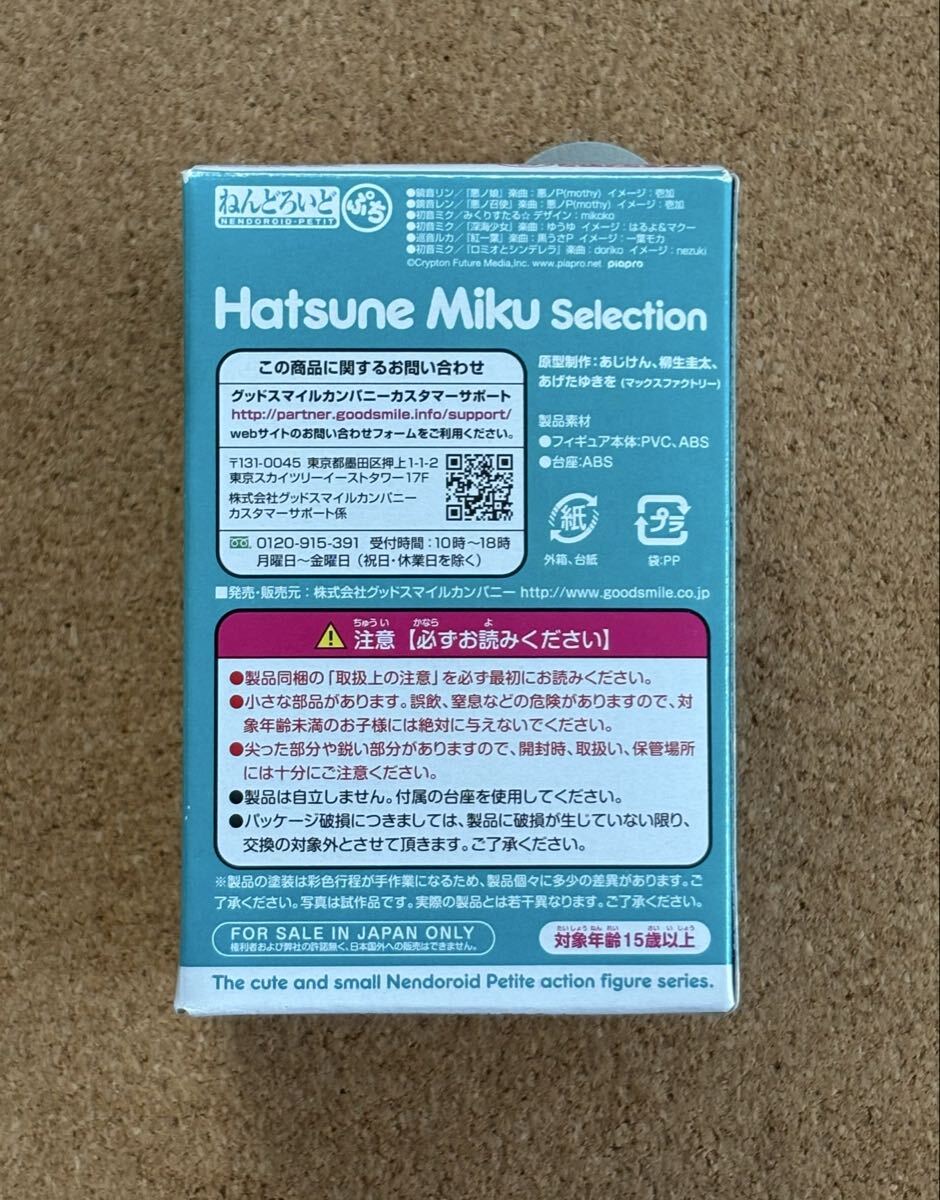 ねんどろいど
NENDOROID-PETIT
ぷち
●鏡音リン/「悪ノ娘」楽曲:悪ノP(mothy) イメージ:壱加
●鏡音レン/「悪ノ召使」楽曲:悪ノP(mothy) イメージ:壱加
●初音ミク/みくりすたる☆ デザイン:mikoko
●初音ミク/「深海少女」楽曲:ゆうゆ イメージ:はるよ&マクー
●巡音ルカ/「紅一葉」楽曲:黒うさP イメージ:一葉モカ
●初音ミク/「ロミオとシンデレラ」楽曲:doriko イメージ:nezuki
©Crypton Future Media,Inc. www.piapro.net piapro
Hatsune Miku Selection
この商品に関するお問い合わせ
グッドスマイルカンパニーカスタマーサポート
http://partner.goodsmile.info/support/
webサイトのお問い合わせフォームをご利用ください。
〒131-0045 東京都墨田区押上1-1-2
東京スカイツリーイーストタワー17F
株式会社グッドスマイルカンパニー
カスタマーサポート係
0120-915-391 受付時間:10時~18時
月曜日~金曜日(祝日・休業日を除く)
原型制作:あじけん、柳生圭太、
あげたゆきを(マックスファクトリー)
製品素材
●フィギュア本体:PVC、ABS
●台座:ABS
紙
外箱、台紙
プラ
袋:PP
■発売・販売元:株式会社グッドスマイルカンパニー http://www.goodsmile.co.jp
ちゅうい かなら よ
注意【必ずお読みください】
●製品同梱の「取扱上の注意」を必ず最初にお読みください。
●小さな部品があります。誤飲、窒息などの危険がありますので、対
象年齢未満のお子様には絶対に与えないでください。
●尖った部分や鋭い部分がありますので、開封時、取扱い、保管場所
には十分にご注意ください。
●製品は自立しません。付属の台座を使用してください。
●パッケージ破損につきましては、製品に破損が生じていない限り、
交換の対象外とさせて頂きます。ご了承ください。
※製品の塗装は彩色行程が手作業になるため、製品個々に多少の差異があります。ご
了承ください。写真は試作品です。実際の製品とは若干異なります。ご了承ください。
FOR SALE IN JAPAN ONLY
権利者および弊社の許諾無く、日本国外への販売はできません。
たいしょうねんれい さいいじょう
対象年齢15歳以上
The cute and small Nendoroid Petite action figure series.